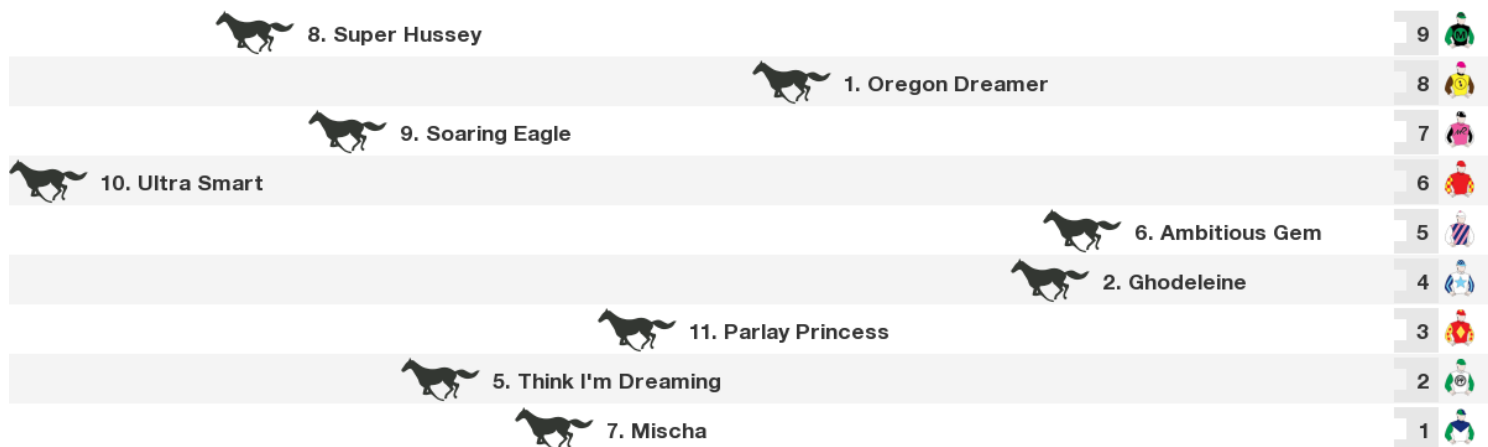 8. Super Hussey 9
1. Oregon Dreamer 8
9. Soaring Eagle 7
10. Ultra Smart 6
6. Ambitious Gem 5
2. Ghodeleine 4
11. Parlay Princess 3
5. Think I'm Dreaming 2
7. Mischa 1